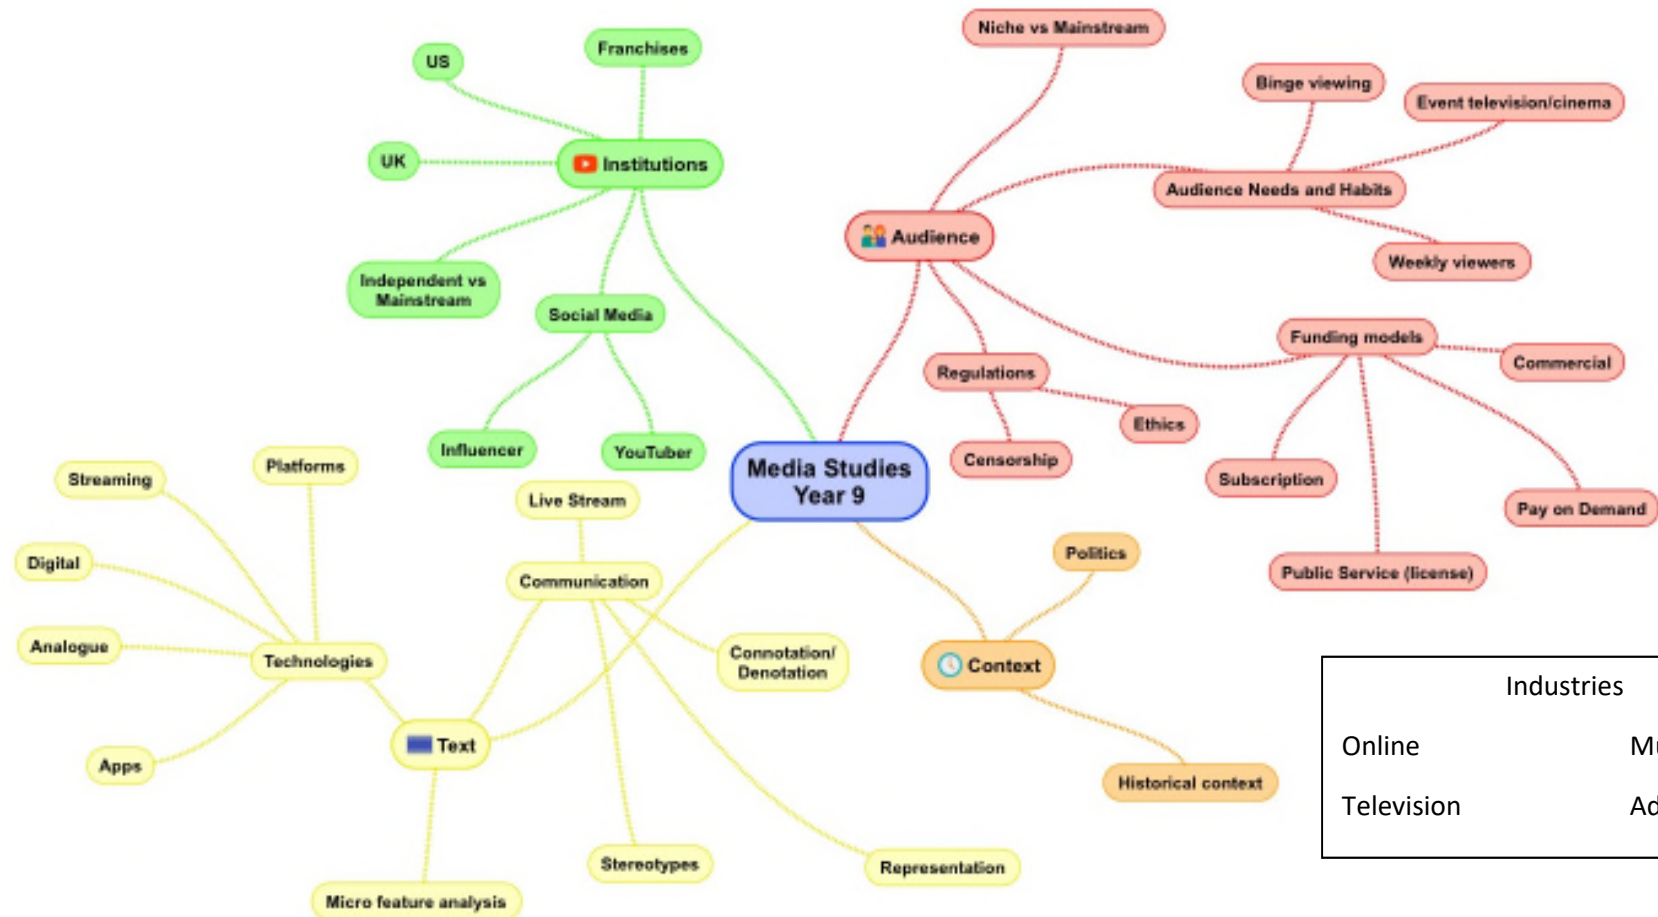 Niche vs Mainstream
Franchises
US
Binge viewing
Event television/cinema
UK
Institutions
Audience Needs and Habits
Audience
Weekly viewers
Independent vs
Mainstream
Social Media
Funding models
Commercial
Regulations
Ethics
Influencer
YouTuber
Censorship
Media Studies
Year 9
Subscription
Pay on Demand
Platforms
Streaming
Live Stream
Digital
Communication
Politics
Public Service (license)
Analogue
Technologies
Connotation/
Denotation
Context
Text
Apps
Historical context
Stereotypes
Representation
Micro feature analysis
Industries
Online
Television